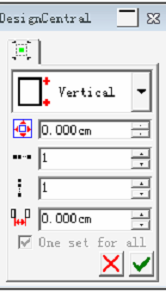 DesignCentral
Vertical
0.000cm
1
1
0.000cm
One set for all